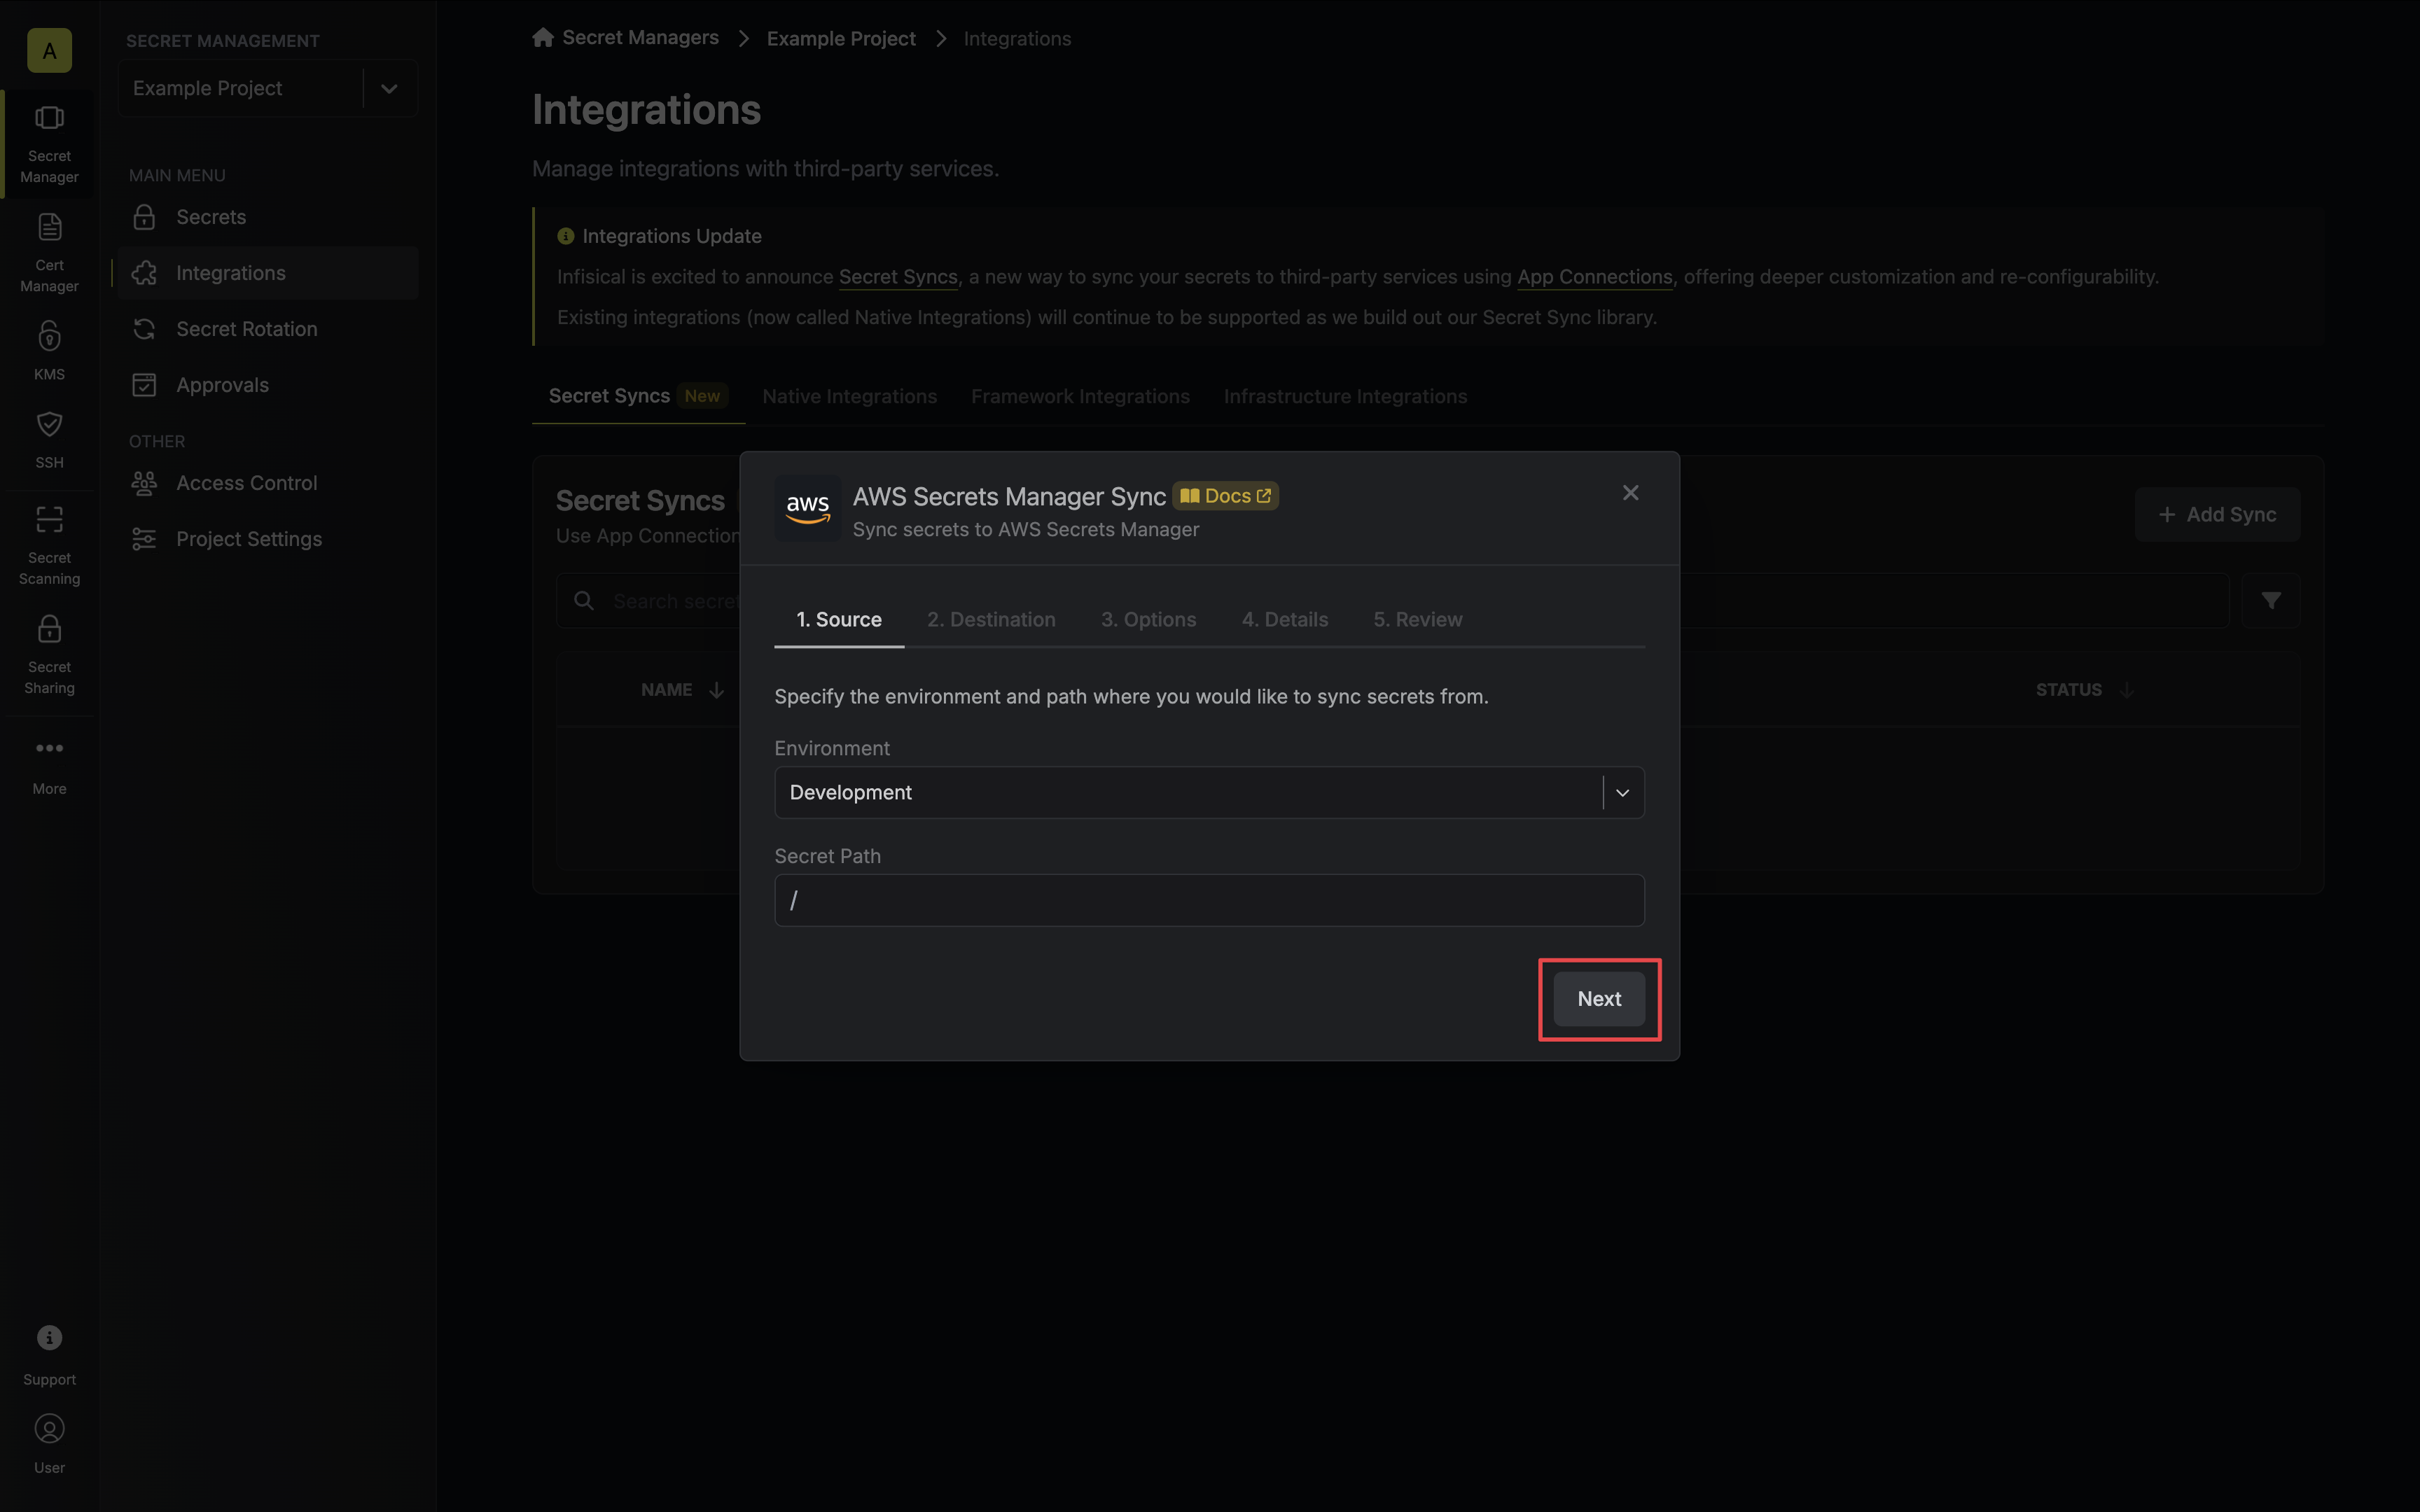 A
Secret
Manager
Cert
Manager
KMS
SSH
Secret
Scanning
Secret
Sharing
More
Support
User
SECRET MANAGEMENT
Example Project
MAIN MENU
Secrets
Integrations
Secret Rotation
Approvals
OTHER
Access Control
Project Settings
Secret Managers > Example Project > Integrations
Integrations
Manage integrations with third-party services.
Integrations Update
Infisical is excited to announce Secret Syncs, a new way to sync your secrets to third-party services using App Connections, offering deeper customization and re-configurability.
Existing integrations (now called Native Integrations) will continue to be supported as we build out our Secret Sync library.
Secret Syncs New Native Integrations Framework Integrations Infrastructure Integrations
Secret Syncs
Use App Connection
+ Add Sync
Search secre
NAME
STATUS
aws
AWS Secrets Manager Sync Docs
Sync secrets to AWS Secrets Manager
1. Source 2. Destination 3. Options 4. Details 5. Review
Specify the environment and path where you would like to sync secrets from.
Environment
Development
Secret Path
/
Next